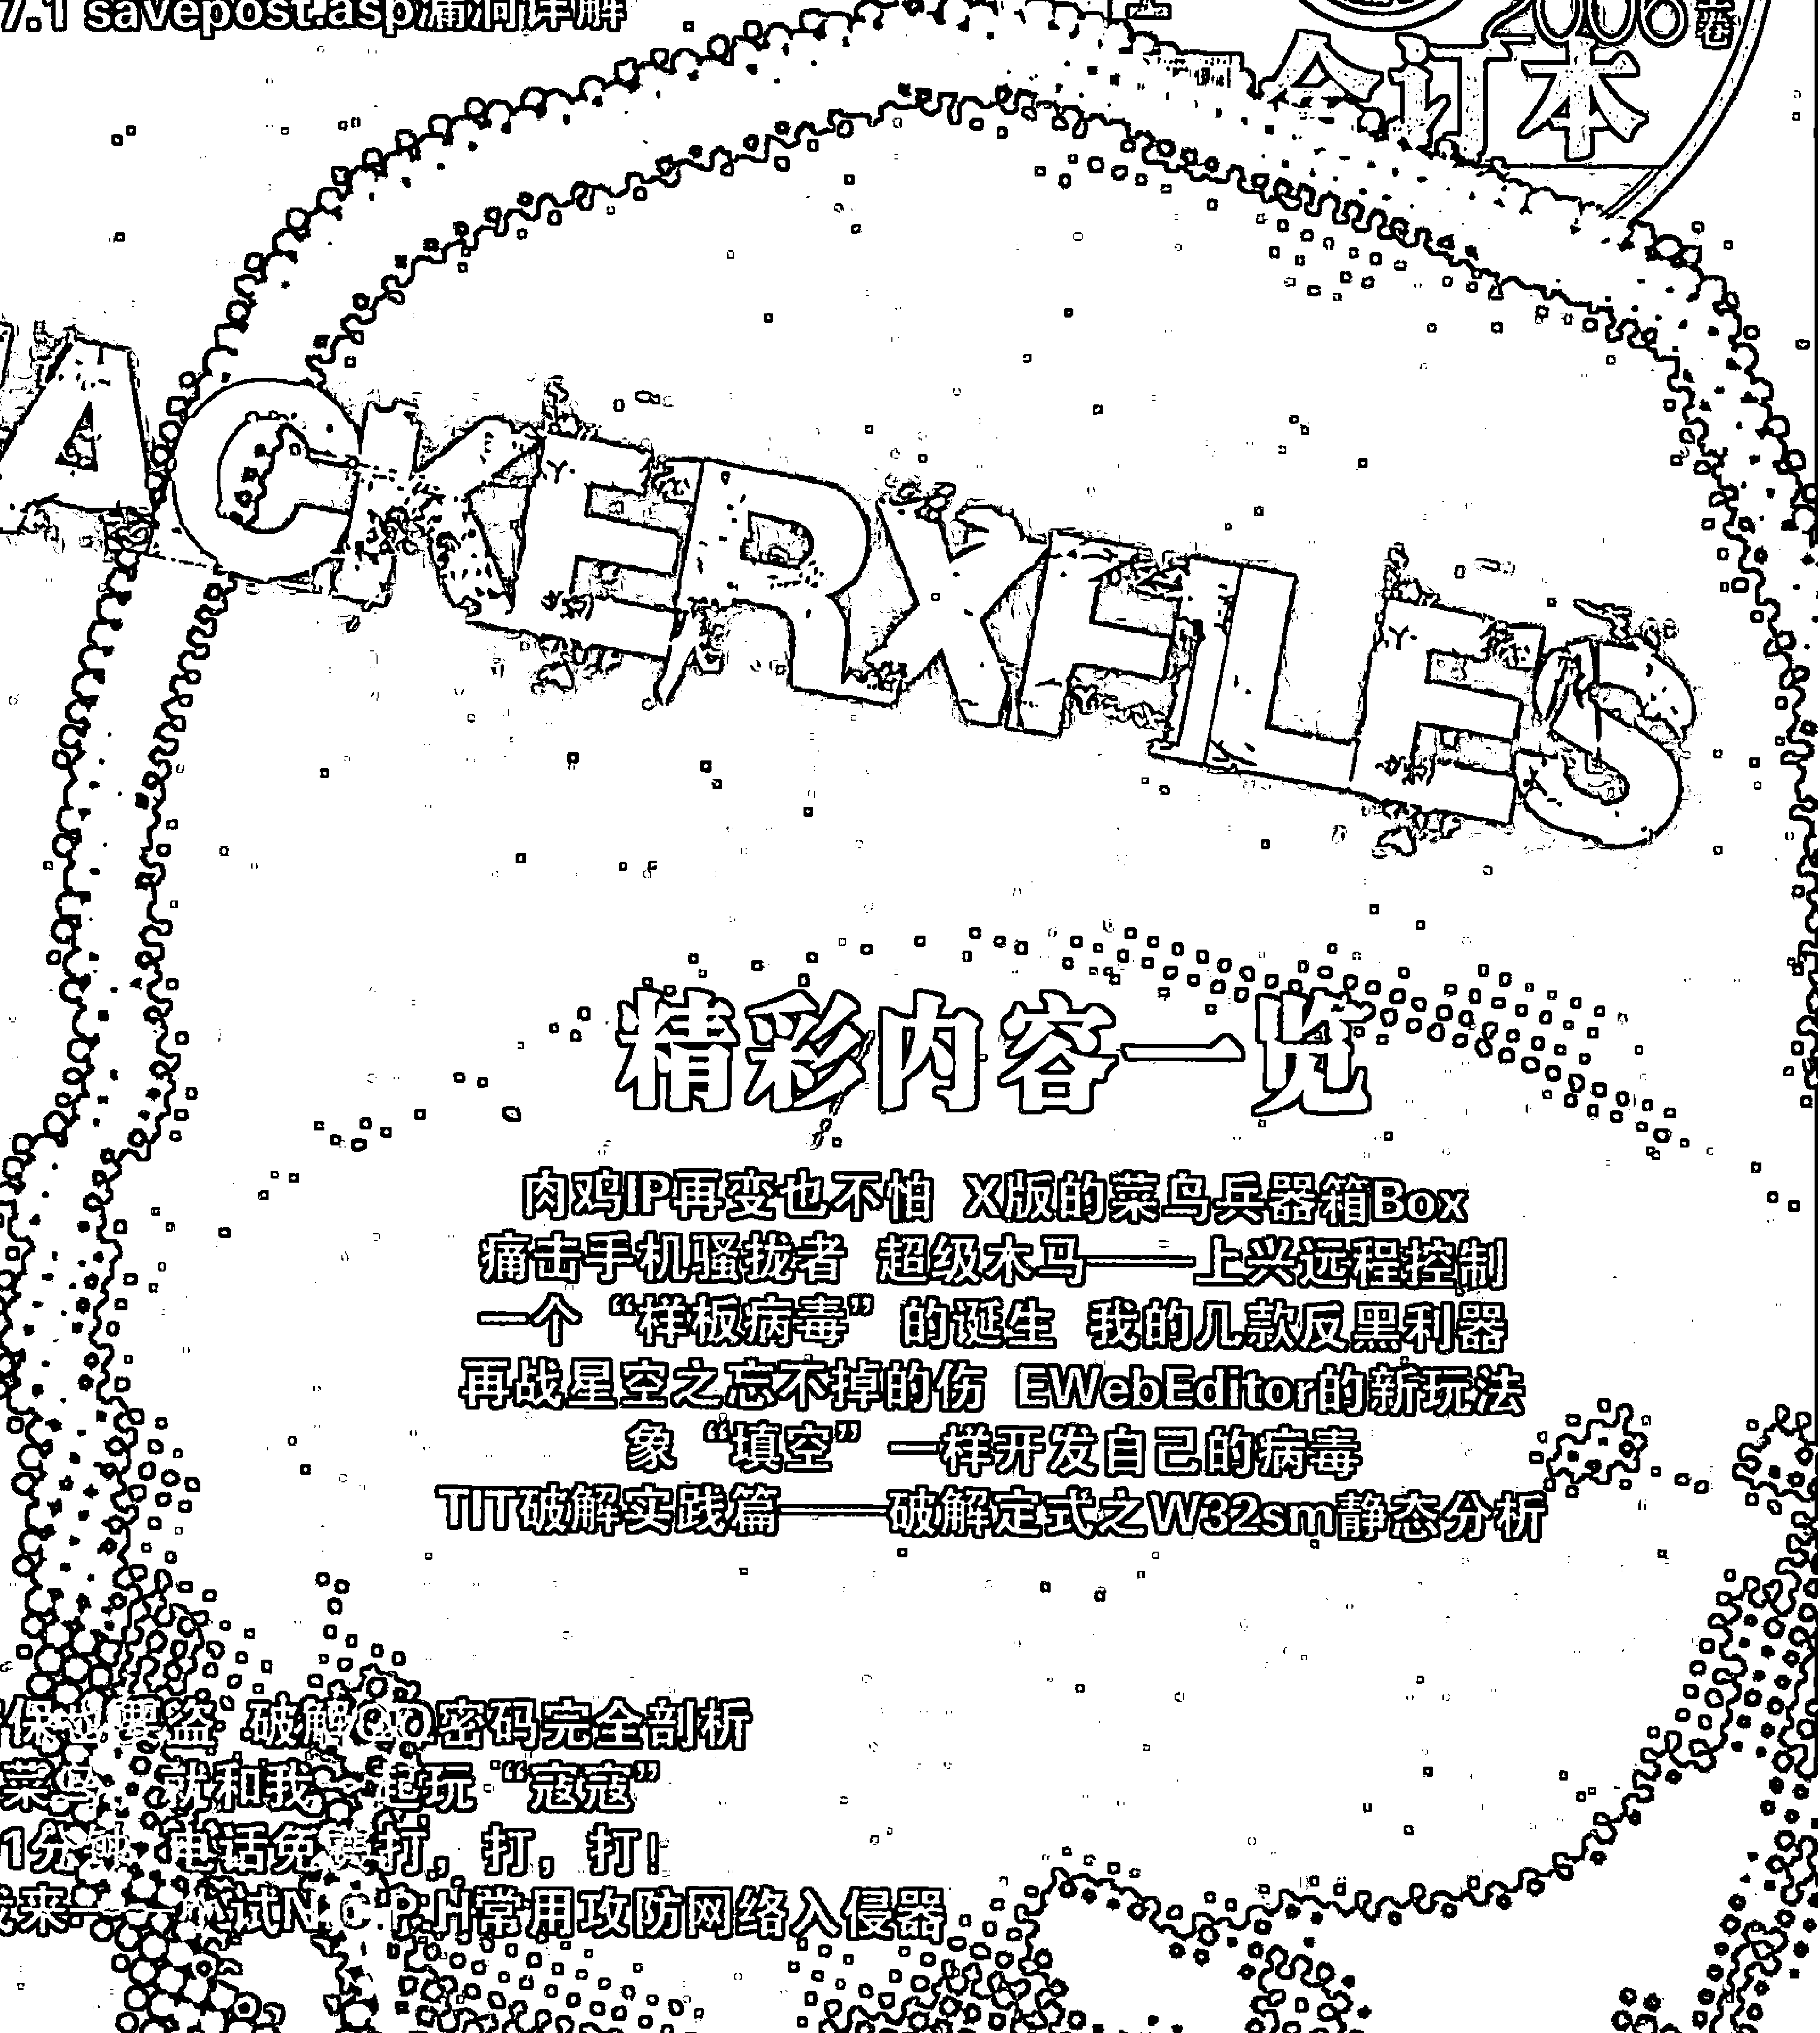 7.1 savepost.asp漏洞详解
2006
合订本
ACKERXFILES
精彩内容一览
肉鸡IP再变也不怕 X版的菜鸟兵器箱Box
痛击手机骚扰者 超级木马——上兴远程控制
一个“样板病毒”的诞生 我的几款反黑利器
再战星空之忘不掉的伤 EWebEditor的新玩法
象“填空”一样开发自己的病毒
TIT破解实践篇——破解定式之W32sm静态分析
保也要盗 破解QQ密码完全剖析
菜鸟 就和我一起玩“寇寇”
1分钟 电话免费打，打，打！
来——小试N.C.P.H常用攻防网络入侵器